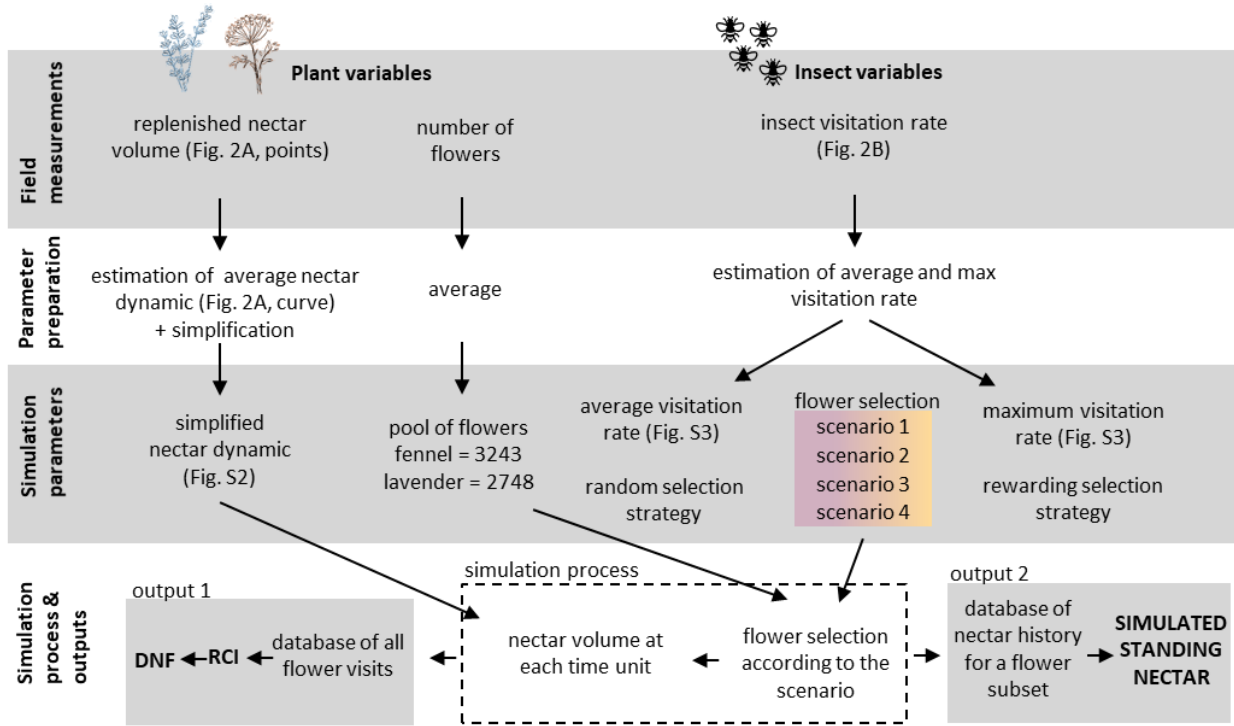 Plant variables
Insect variables
Field
measurements
replenished nectar
volume (Fig. 2A, points)
number of
flowers
insect visitation rate
(Fig. 2B)
Parameter
preparation
estimation of average nectar
dynamic (Fig. 2A, curve)
+ simplification
average
estimation of average and max
visitation rate
Simulation
parameters
simplified
nectar dynamic
(Fig. S2)
pool of flowers
fennel = 3243
lavender = 2748
average visitation
rate (Fig. S3)
random selection
strategy
flower selection
scenario 1
scenario 2
scenario 3
scenario 4
maximum visitation
rate (Fig. S3)
rewarding selection
strategy
Simulation
process &
outputs
output 1
DNF
RCI
database of all
flower visits
simulation process
nectar volume at
each time unit
flower selection
according to the
scenario
output 2
database of
nectar history
for a flower
subset
SIMULATED
STANDING
NECTAR